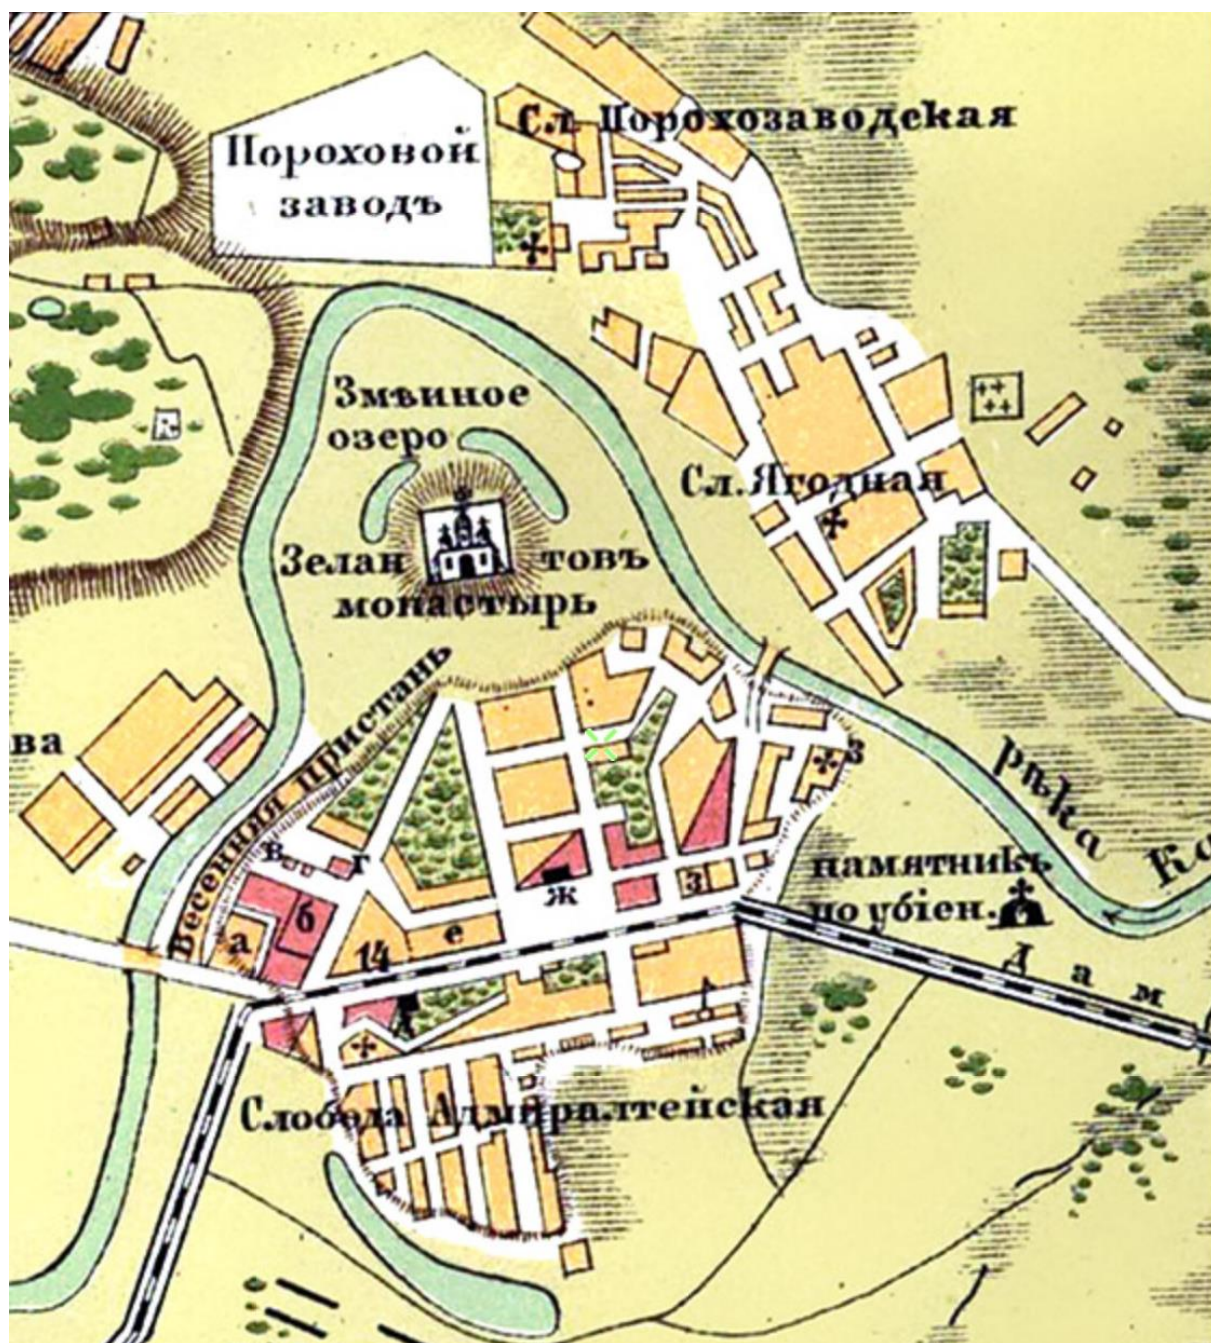 Сл. Порохозаводская
Пороховой
заводъ
Змѣиное
озеро
Сл. Ягодная
Зелан товъ
монастырь
Весенняя пристань
ва
рѣка Ка
з
в
г
ж
з
памятникъ
по убіен.
б
а
14
е
Дам
Слобода Адмиралтейская